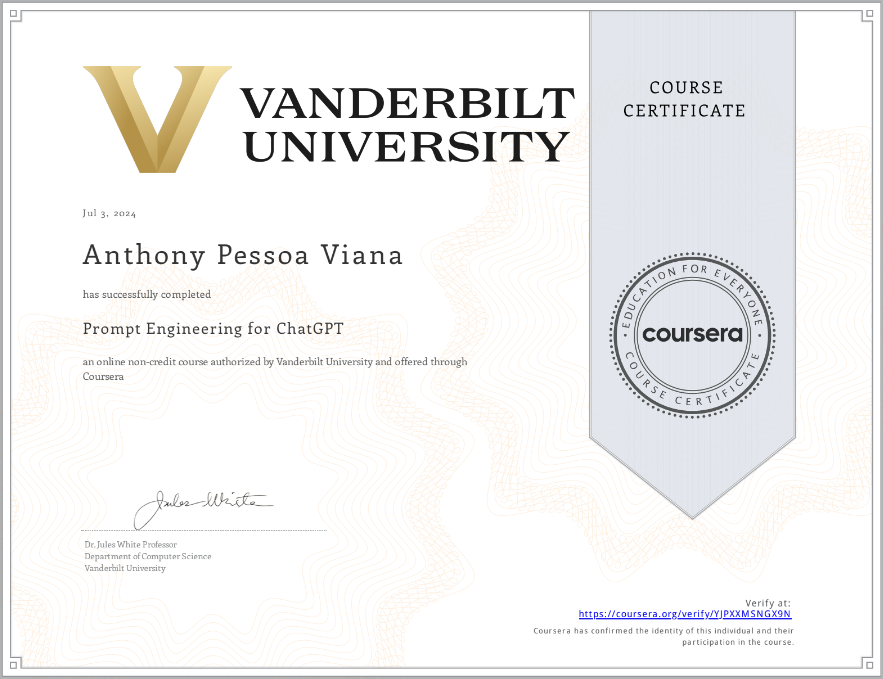 VANDERBILT
UNIVERSITY
COURSE
CERTIFICATE
Jul 3, 2024
Anthony Pessoa Viana
has successfully completed
Prompt Engineering for ChatGPT
an online non-credit course authorized by Vanderbilt University and offered through
Coursera
EDUCATION FOR EVERYONE
coursera
COURSE CERTIFICATE
Jules White
Dr. Jules White Professor
Department of Computer Science
Vanderbilt University
Verify at:
https://coursera.org/verify/YJPXXMSNGX9N
Coursera has confirmed the identity of this individual and their
participation in the course.